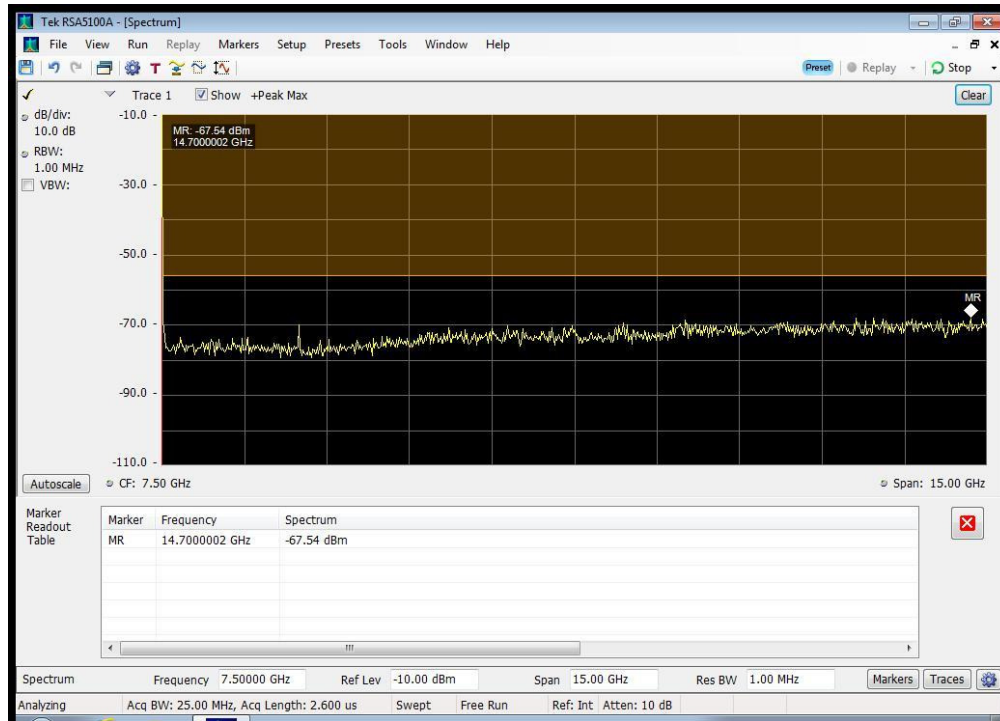 Tek RSA5100A - [Spectrum]
File View Run Replay Markers Setup Presets Tools Window Help
T Preset Replay Stop
Trace 1 Show +Peak Max Clear
dB/div:
10.0 dB
RBW:
1.00 MHz
VBW:
-10.0
-30.0
-50.0
-70.0
-90.0
-110.0
MR: -67.54 dBm
14.7000002 GHz
MR
Autoscale CF: 7.50 GHz Span: 15.00 GHz
Marker
Readout
Table
Marker Frequency Spectrum
MR 14.7000002 GHz -67.54 dBm
Spectrum Frequency 7.50000 GHz Ref Lev -10.00 dBm Span 15.00 GHz Res BW 1.00 MHz Markers Traces
Analyzing Acq BW: 25.00 MHz, Acq Length: 2.600 us Swept Free Run Ref: Int Atten: 10 dB